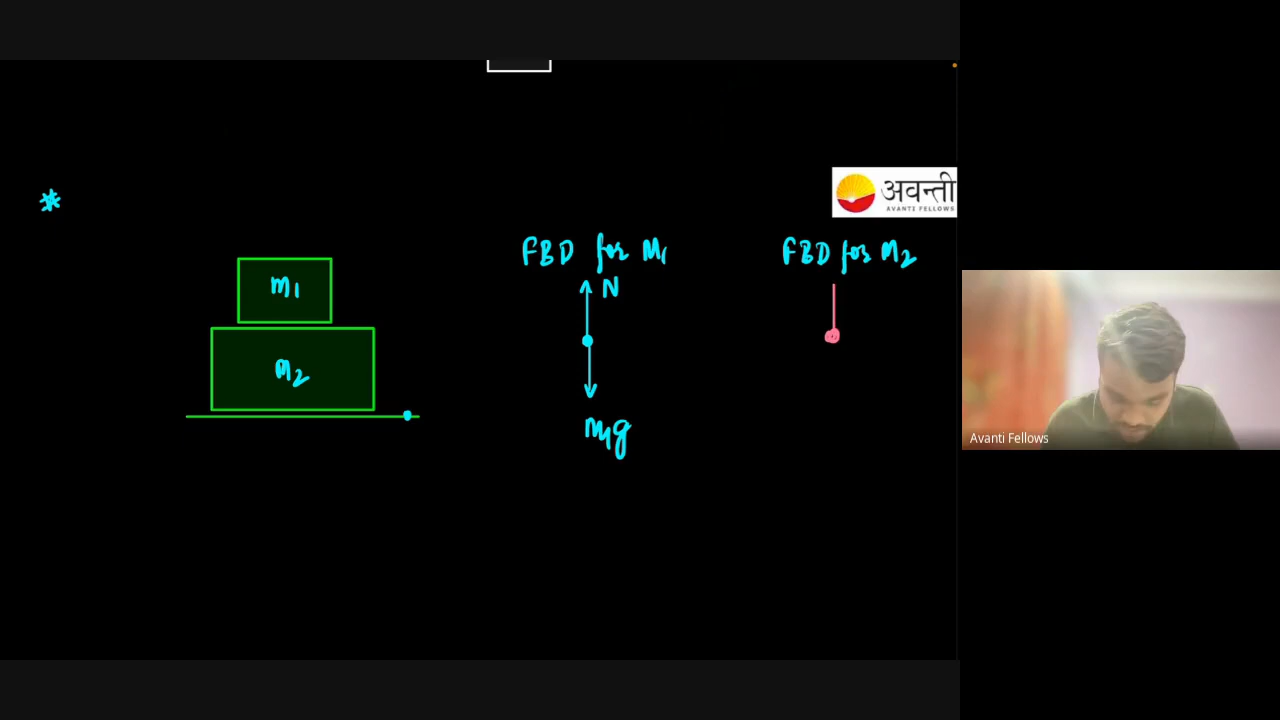 *
अवन्ती
AVANTI FELLOWS
FBD for M1
FBD for M2
N
m1
m2
m1g
Avanti Fellows